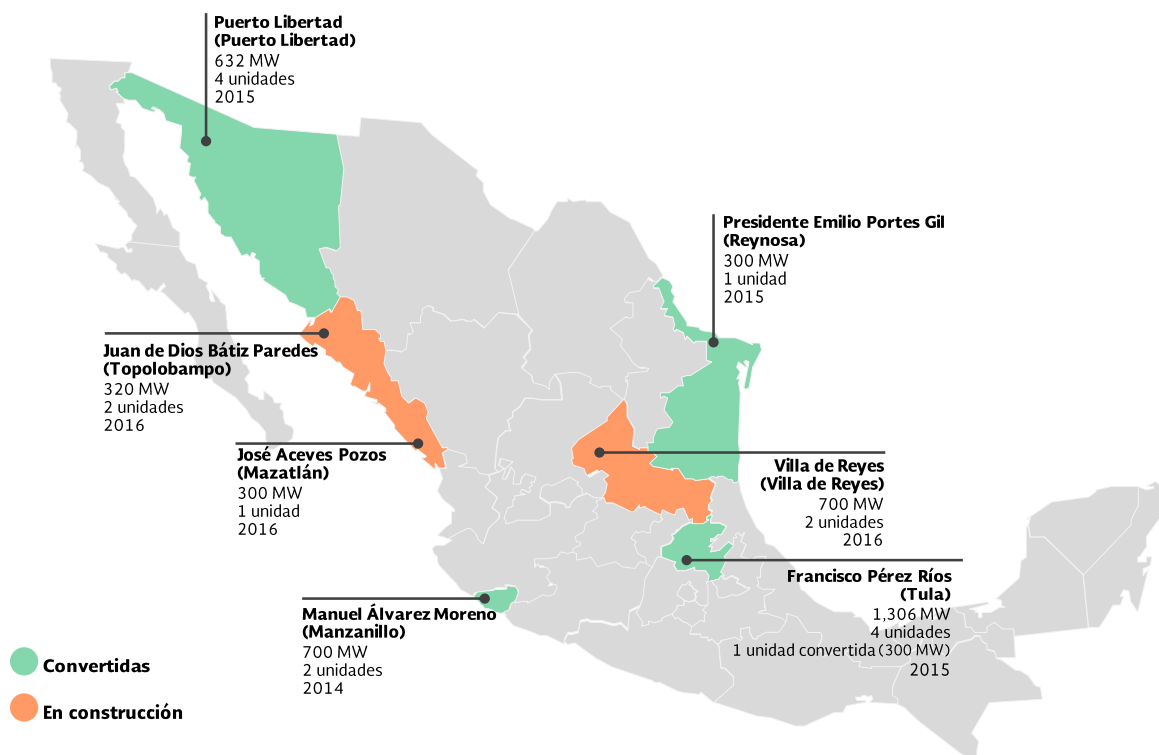 Puerto Libertad
(Puerto Libertad)
632 MW
4 unidades
2015
Presidente Emilio Portes Gil
(Reynosa)
300 MW
1 unidad
2015
Juan de Dios Bátiz Paredes
(Topolobampo)
320 MW
2 unidades
2016
José Aceves Pozos
(Mazatlán)
300 MW
1 unidad
2016
Villa de Reyes
(Villa de Reyes)
700 MW
2 unidades
2016
Francisco Pérez Ríos
(Tula)
1,306 MW
4 unidades
1 unidad convertida (300 MW)
2015
Manuel Álvarez Moreno
(Manzanillo)
700 MW
2 unidades
2014
Convertidas
En construcción